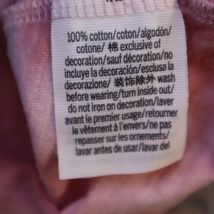 100% cotton/coton/algodón/
cotone/ 棉 exclusive of
decoration/sauf décoration/no
incluye la decoración/esclusa la
decorazione/ 装饰除外 wash
before wearing/turn inside out/
do not iron on decoration/laver
avant le premier usage/retourner
le vêtement à l'envers/ne pas
repasser sur les ornements/
lavar antes de usar/lavar del